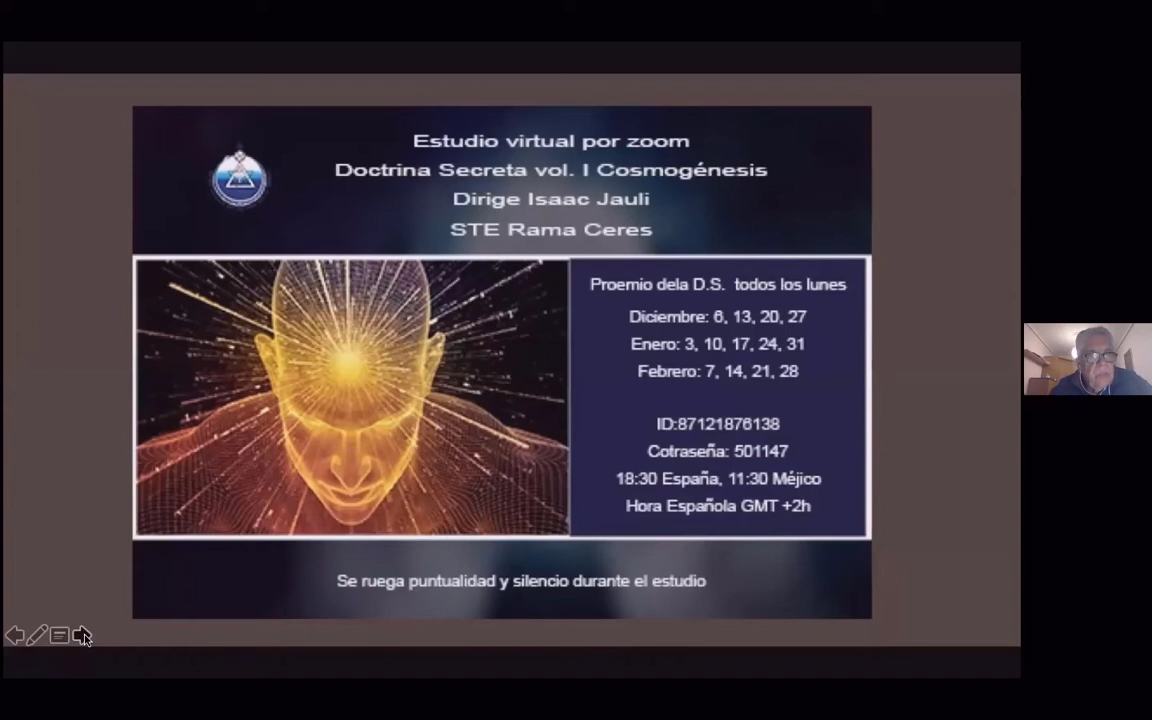 Estudio virtual por zoom
Doctrina Secreta vol. I Cosmogénesis
Dirige Isaac Jauli
STE Rama Ceres
Proemio dela D.S. todos los lunes
Diciembre: 6, 13, 20, 27
Enero: 3, 10, 17, 24, 31
Febrero: 7, 14, 21, 28
ID:87121876138
Cotraseña: 501147
18:30 España, 11:30 Méjico
Hora Española GMT +2h
Se ruega puntualidad y silencio durante el estudio